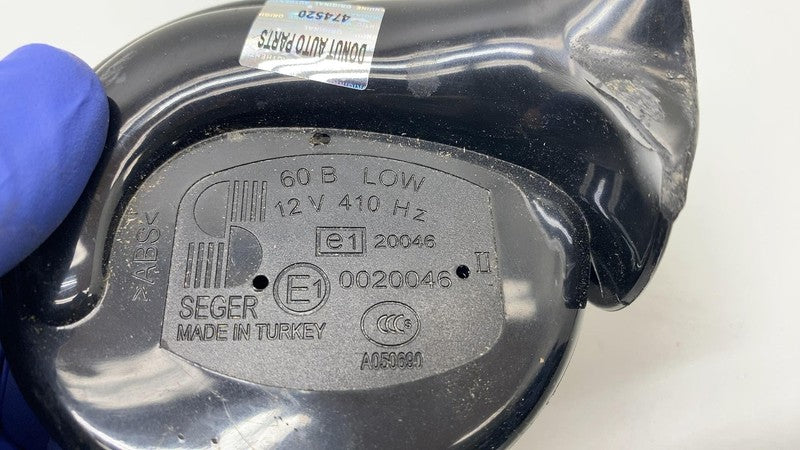 DONUT AUTO PARTS
474520
60 B LOW
12 V 410 Hz
e1 20046
E1 0020046 II
SEGER
MADE IN TURKEY
CCC S
A050690
>ABS<